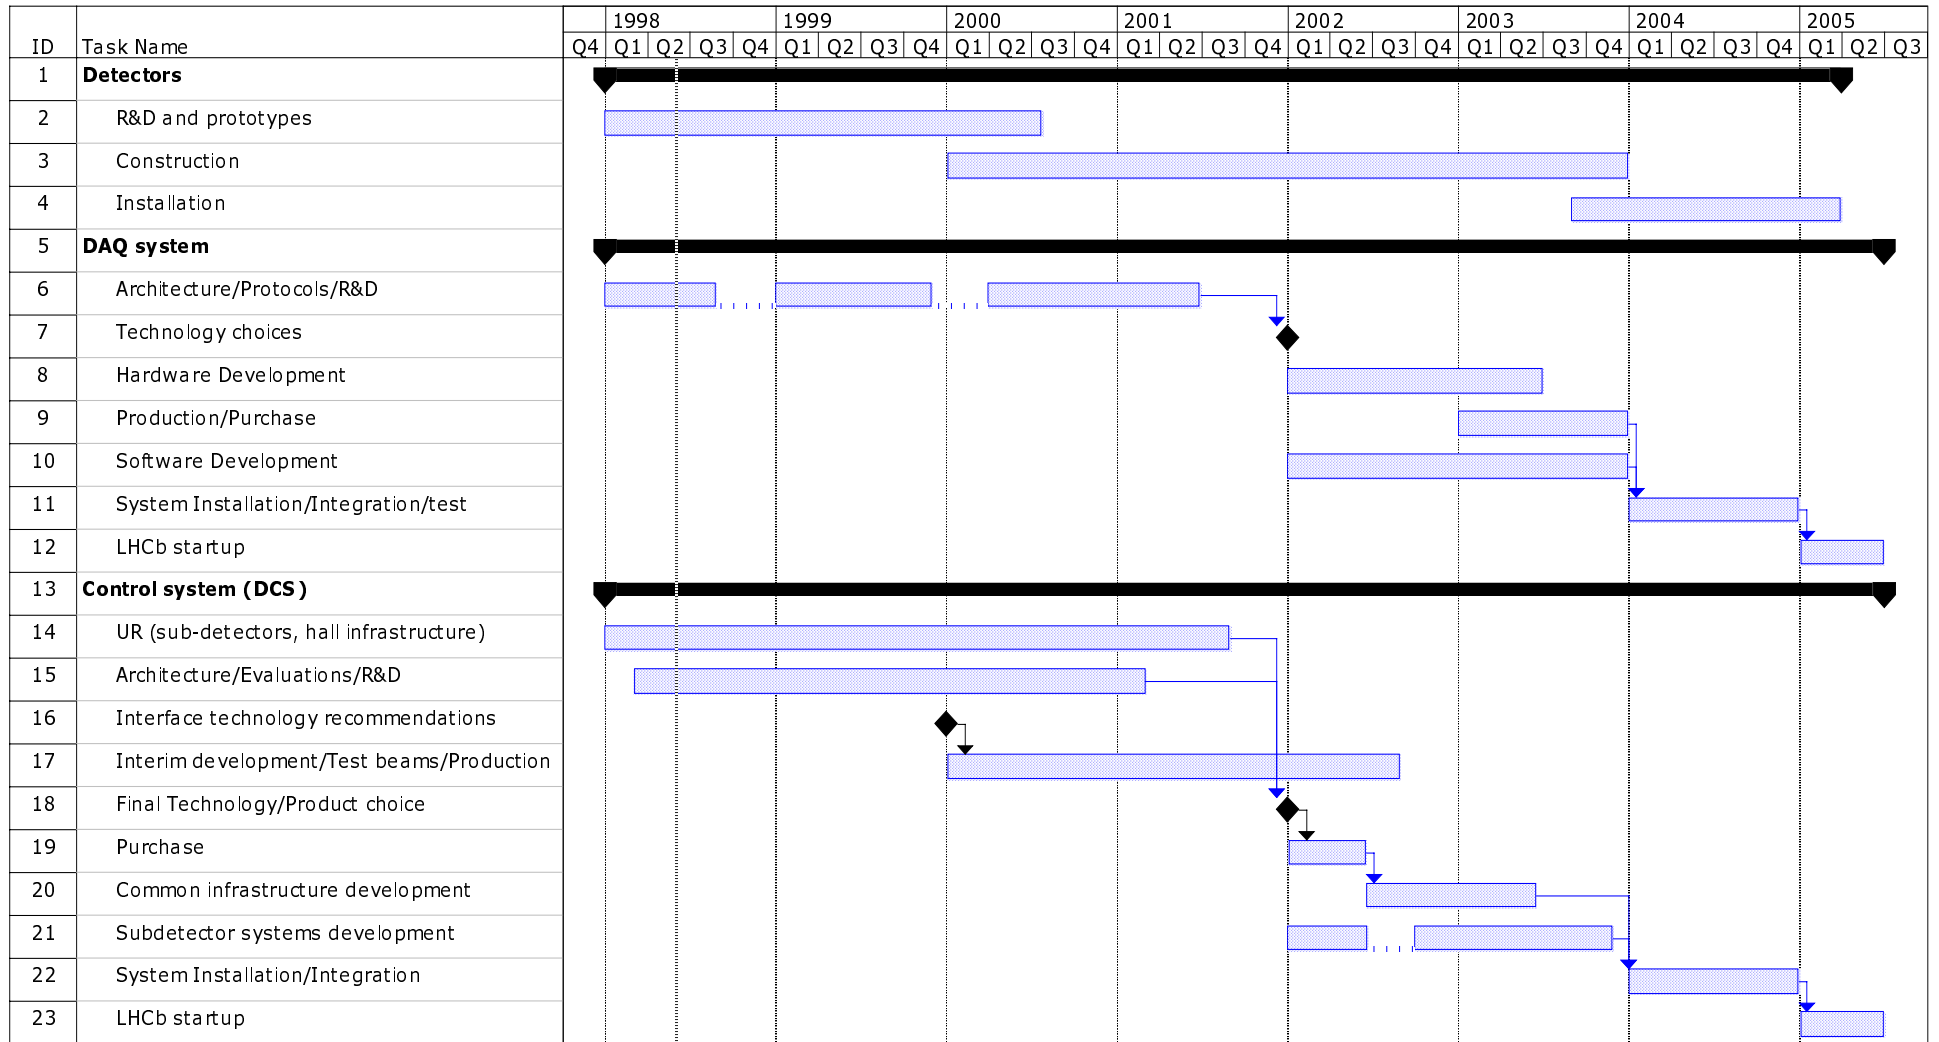 1998 1999 2000 2001 2002 2003 2004 2005
ID Task Name Q4 Q1 Q2 Q3 Q4 Q1 Q2 Q3 Q4 Q1 Q2 Q3 Q4 Q1 Q2 Q3 Q4 Q1 Q2 Q3 Q4 Q1 Q2 Q3 Q4 Q1 Q2 Q3 Q4 Q1 Q2 Q3
1 Detectors
2 R&D and prototypes
3 Construction
4 Installation
5 DAQ system
6 Architecture/Protocols/R&D
7 Technology choices
8 Hardware Development
9 Production/Purchase
10 Software Development
11 System Installation/Integration/test
12 LHCb startup
13 Control system (DCS)
14 UR (sub-detectors, hall infrastructure)
15 Architecture/Evaluations/R&D
16 Interface technology recommendations
17 Interim development/Test beams/Production
18 Final Technology/Product choice
19 Purchase
20 Common infrastructure development
21 Subdetector systems development
22 System Installation/Integration
23 LHCb startup